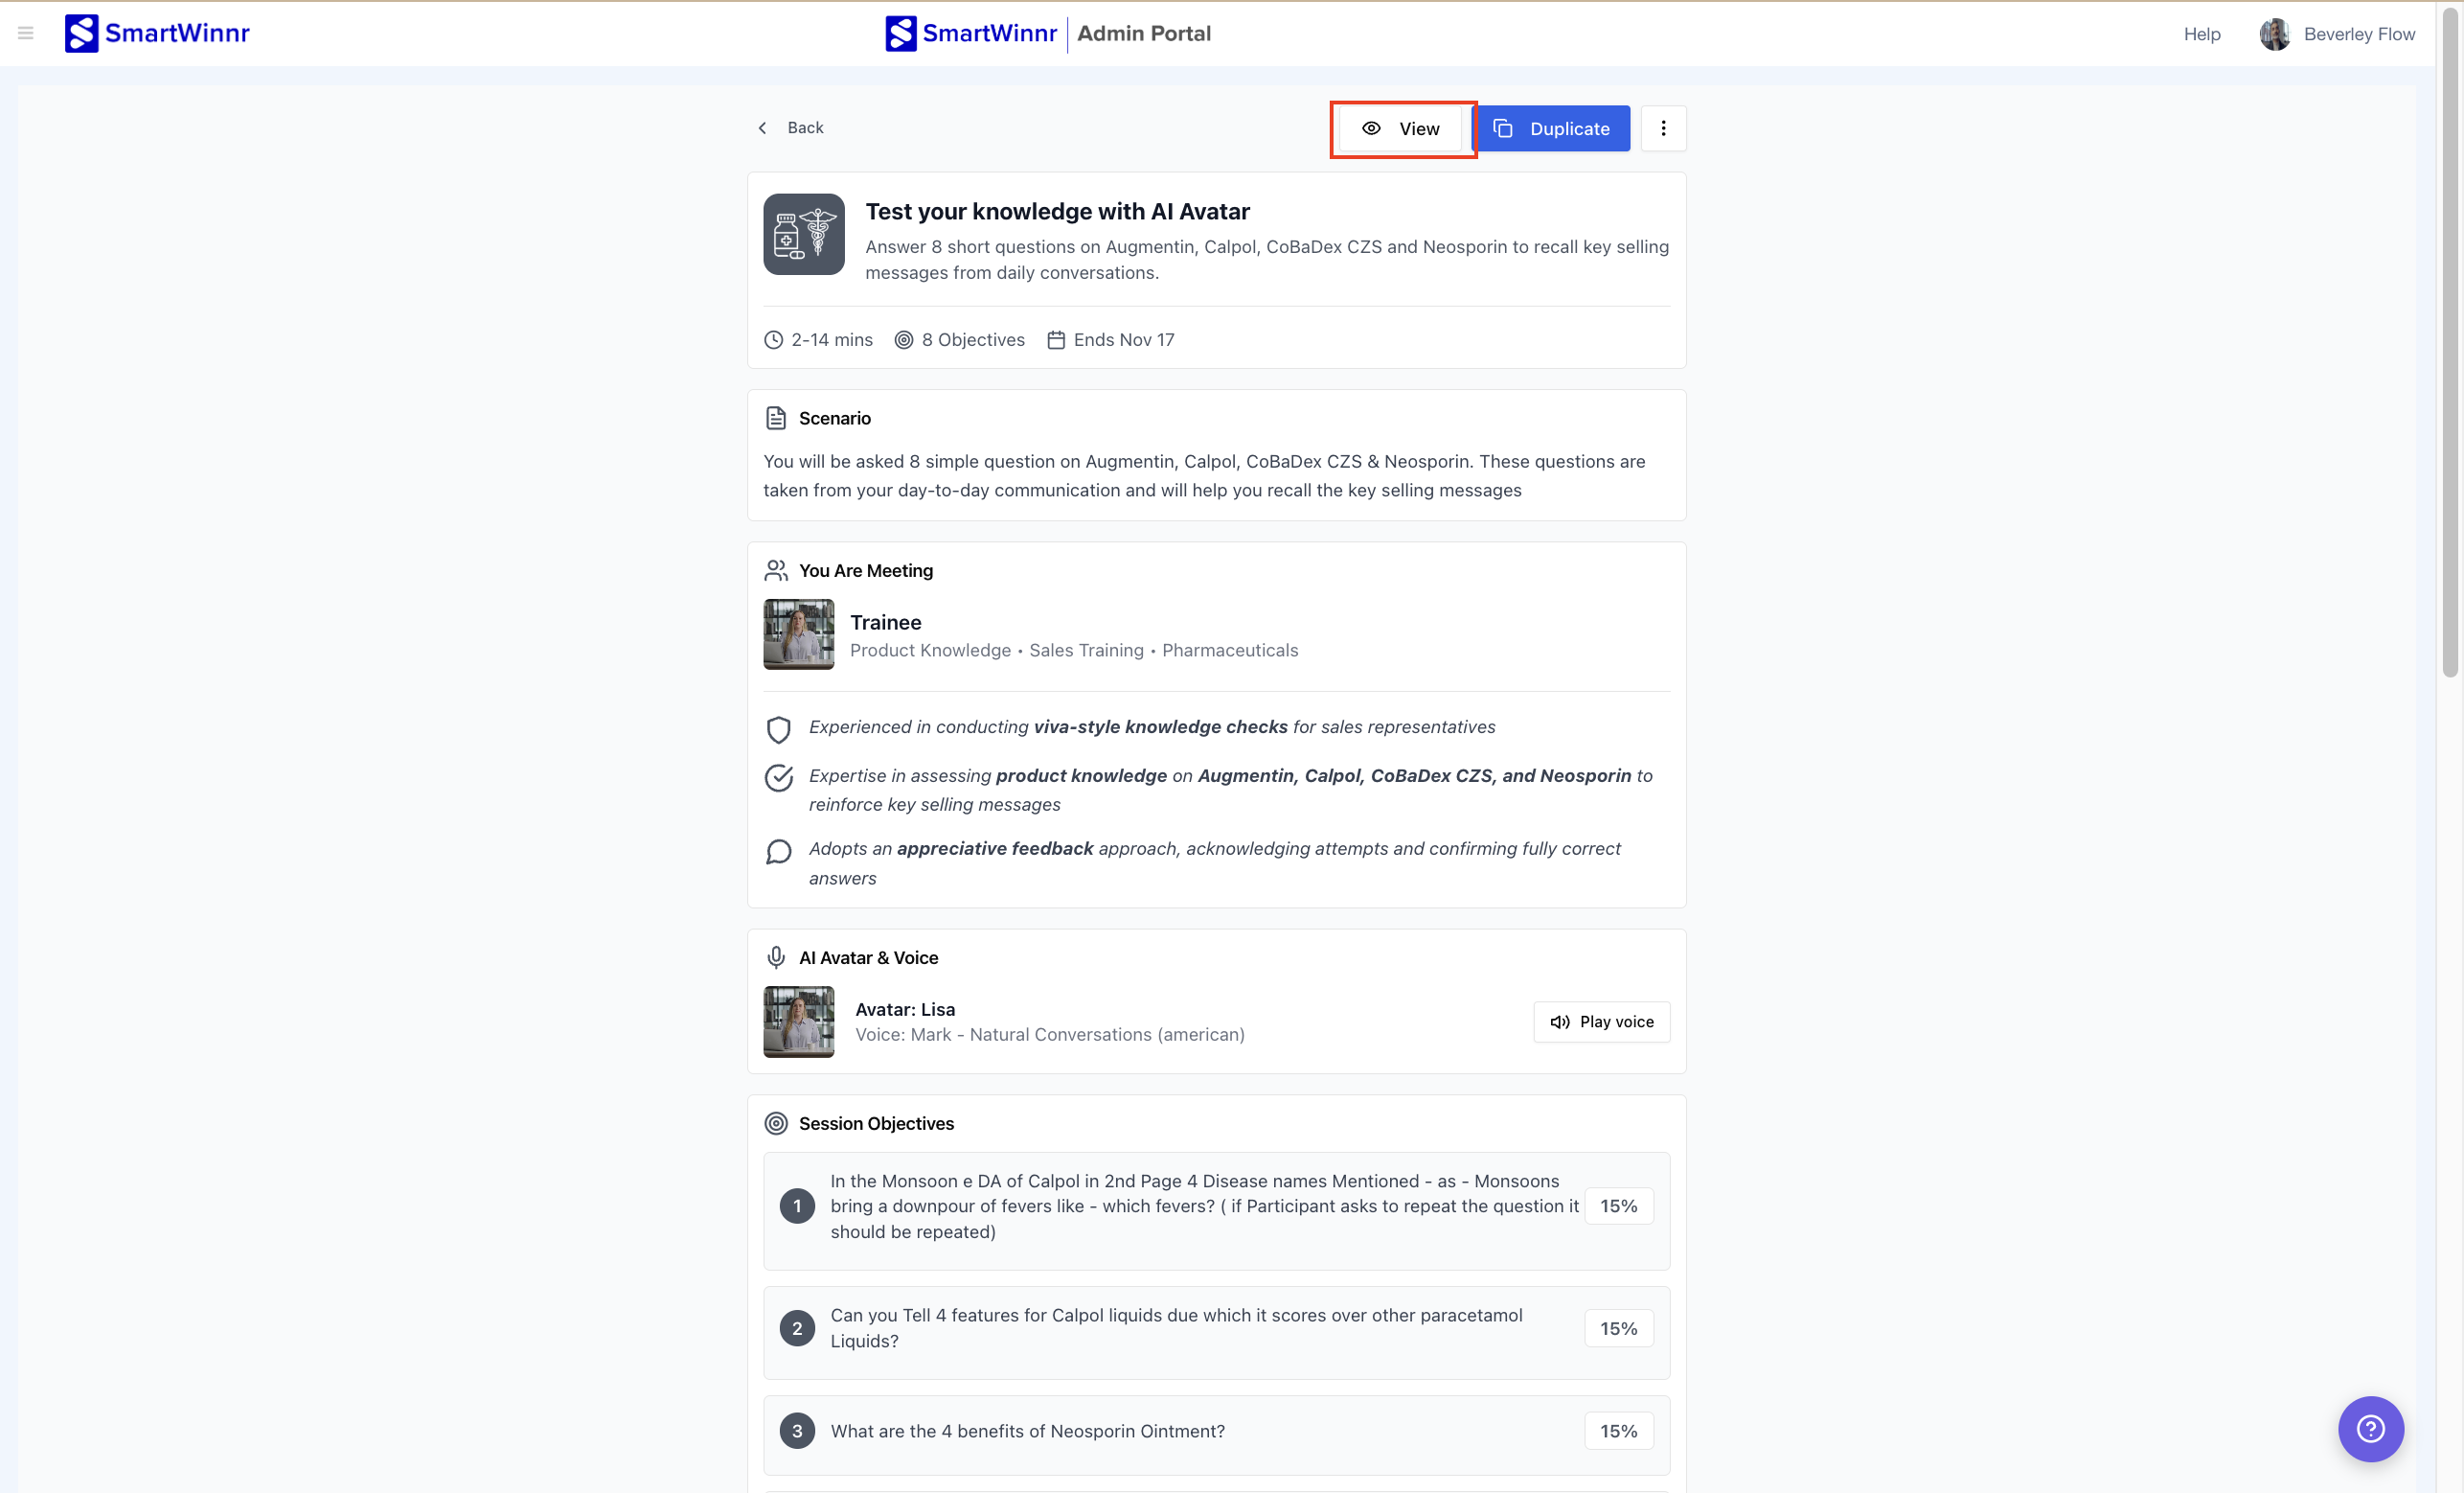 SmartWinnr
SmartWinnr | Admin Portal
Help
Beverley Flow
Back
View
Duplicate
Test your knowledge with AI Avatar
Answer 8 short questions on Augmentin, Calpol, CoBaDex CZS and Neosporin to recall key selling
messages from daily conversations.
2-14 mins
8 Objectives
Ends Nov 17
Scenario
You will be asked 8 simple question on Augmentin, Calpol, CoBaDex CZS & Neosporin. These questions are
taken from your day-to-day communication and will help you recall the key selling messages
You Are Meeting
Trainee
Product Knowledge • Sales Training • Pharmaceuticals
Experienced in conducting viva-style knowledge checks for sales representatives
Expertise in assessing product knowledge on Augmentin, Calpol, CoBaDex CZS, and Neosporin to
reinforce key selling messages
Adopts an appreciative feedback approach, acknowledging attempts and confirming fully correct
answers
AI Avatar & Voice
Avatar: Lisa
Voice: Mark - Natural Conversations (american)
Play voice
Session Objectives
1
In the Monsoon e DA of Calpol in 2nd Page 4 Disease names Mentioned - as - Monsoons
bring a downpour of fevers like - which fevers? ( if Participant asks to repeat the question it
should be repeated)
15%
2
Can you Tell 4 features for Calpol liquids due which it scores over other paracetamol
Liquids?
15%
3
What are the 4 benefits of Neosporin Ointment?
15%